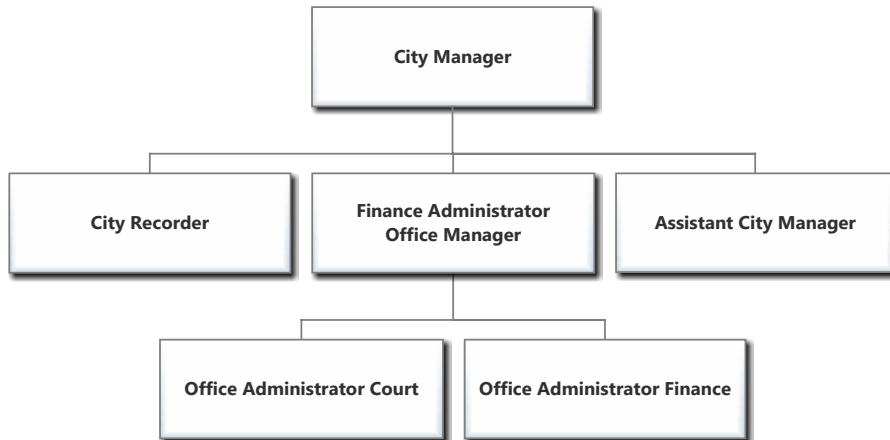 City Manager
City Recorder
Finance Administrator
Office Manager
Assistant City Manager
Office Administrator Court
Office Administrator Finance